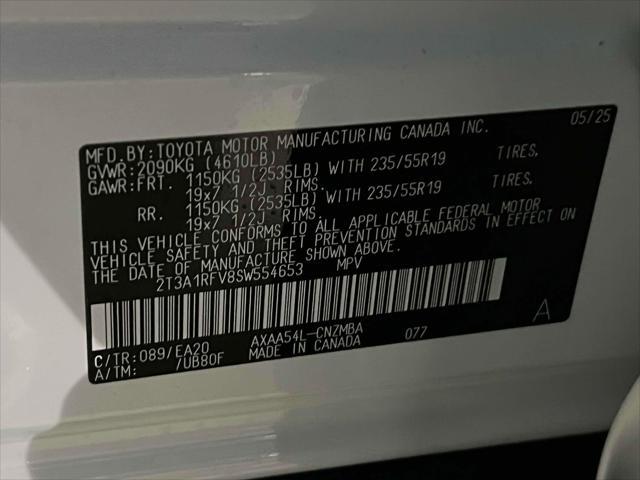 05/25
MFD.BY:TOYOTA MOTOR MANUFACTURING CANADA INC.
GVWR:2090KG (4610LB)
GAWR:FRT. 1150KG (2535LB) WITH 235/55R19 TIRES,
19x7 1/2J RIMS.
RR. 1150KG (2535LB) WITH 235/55R19 TIRES,
19x7 1/2J RIMS.
THIS VEHICLE CONFORMS TO ALL APPLICABLE FEDERAL MOTOR
VEHICLE SAFETY AND THEFT PREVENTION STANDARDS IN EFFECT ON
THE DATE OF MANUFACTURE SHOWN ABOVE.
2T3A1RFV8SW554653 MPV
C/TR:089/EA20 AXAA54L-CNZMBA 077 A
A/TM: /UB80F MADE IN CANADA